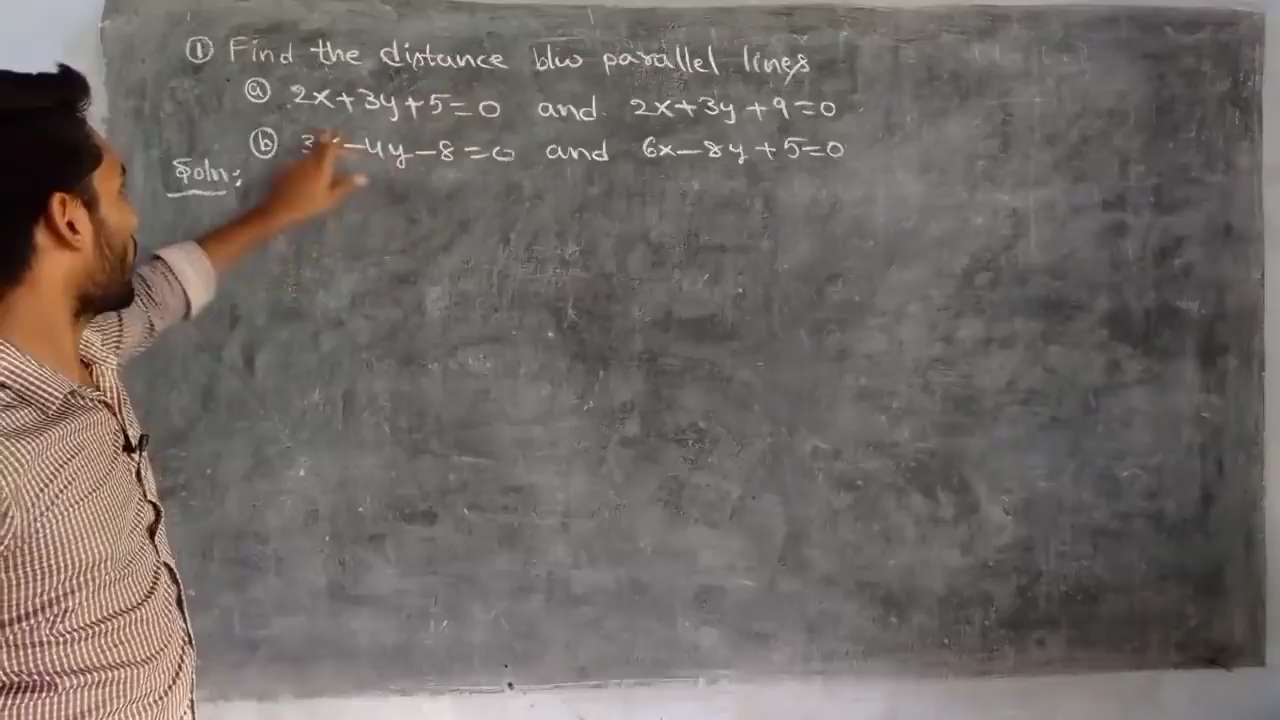 ① Find the distance b/w parallel lines
ⓐ 2x+3y+5=0 and 2x+3y+9=0
ⓑ 3x-4y-8=0 and 6x-8y+5=0
Soln: